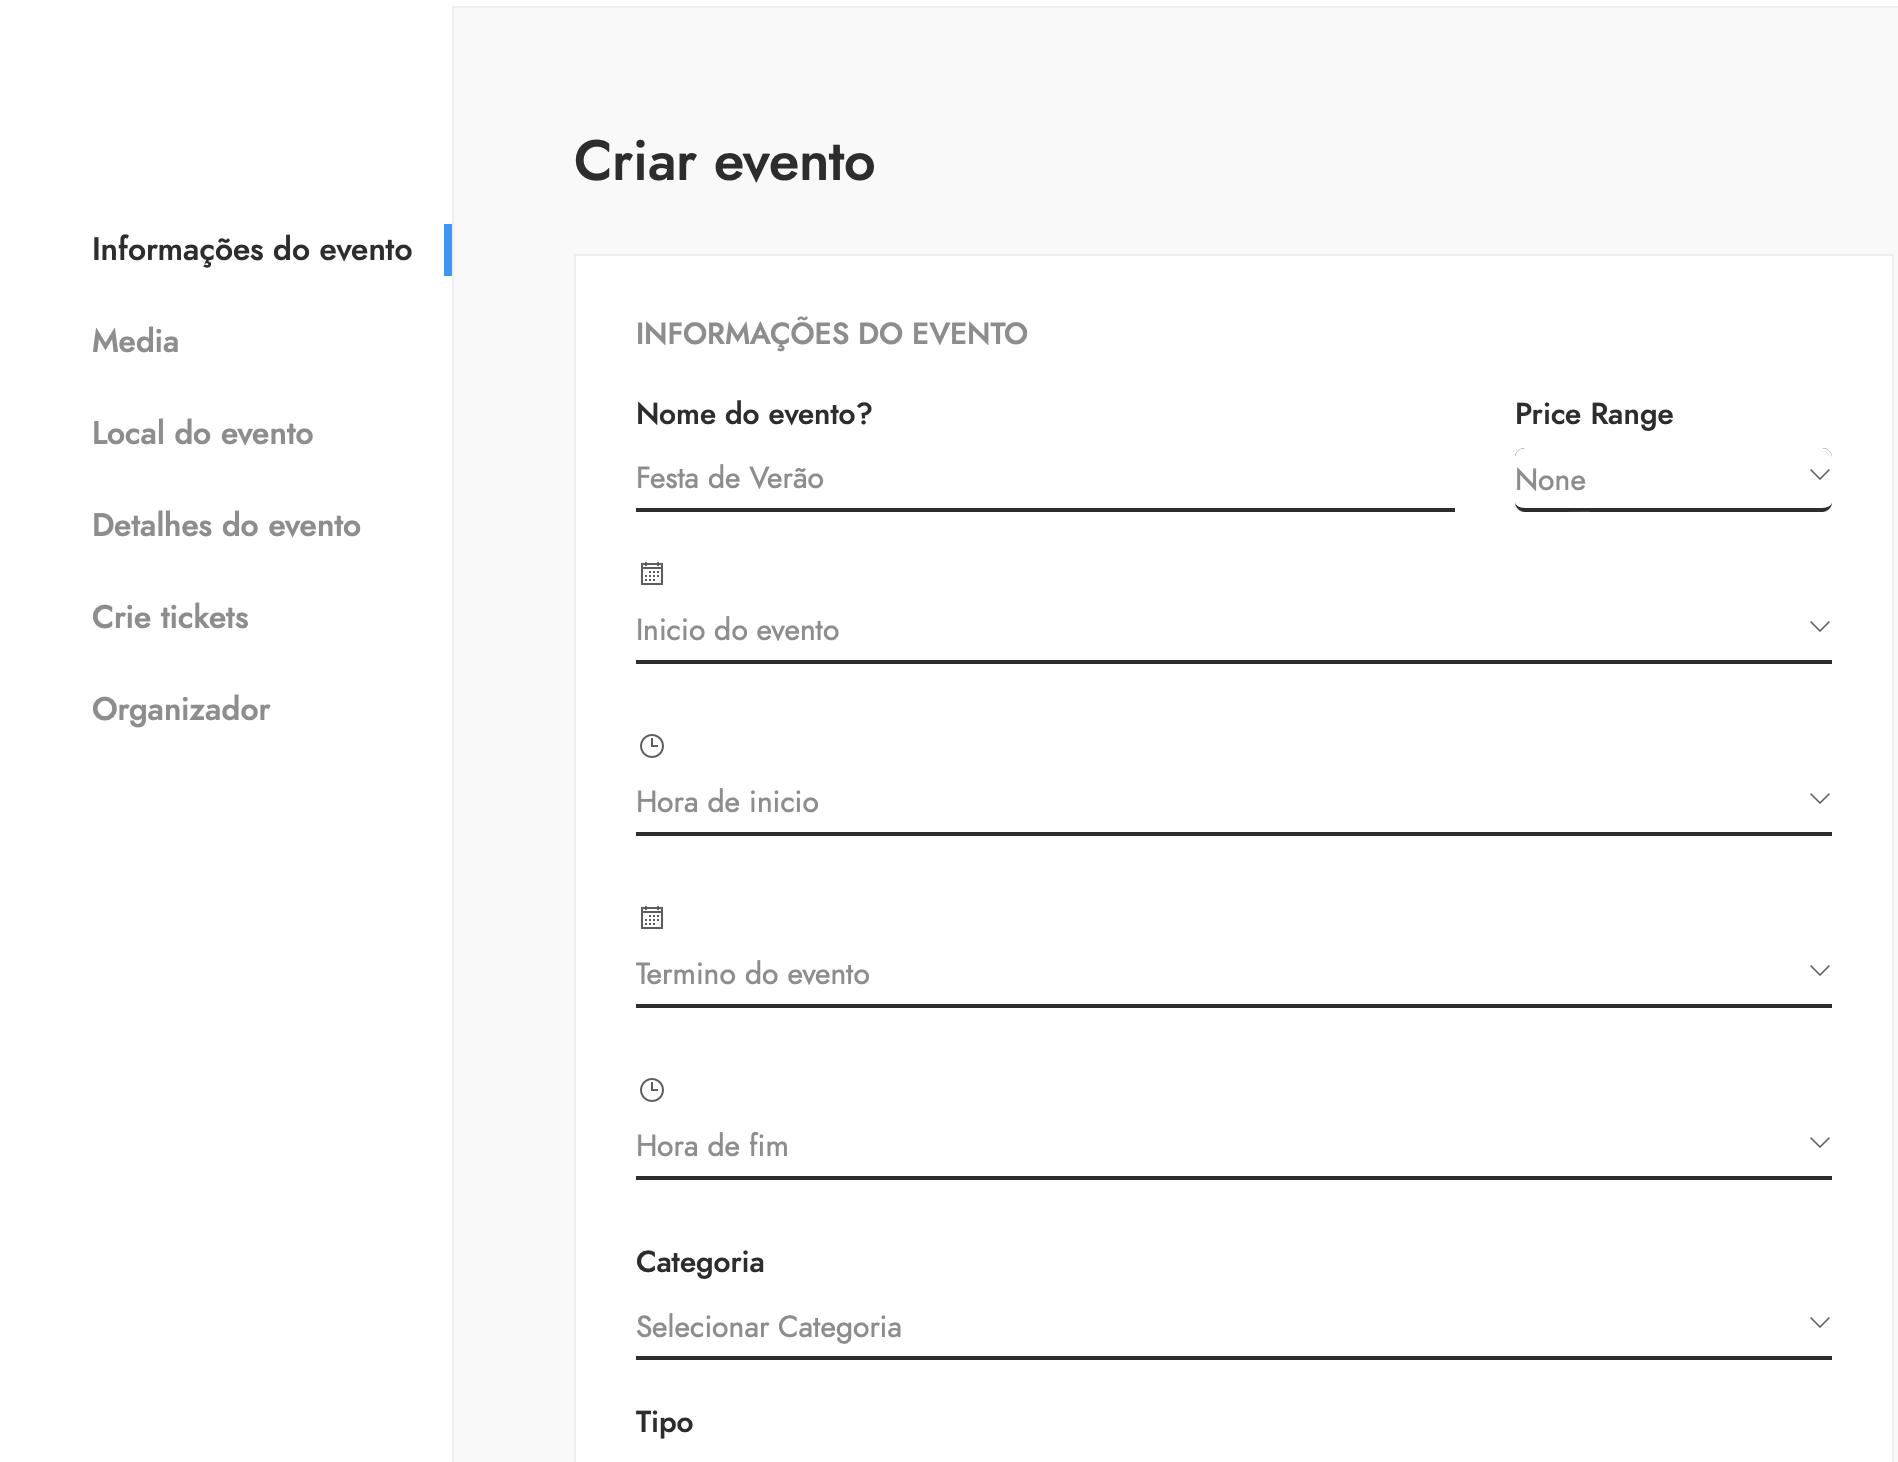 Informações do evento
Media
Local do evento
Detalhes do evento
Crie tickets
Organizador
Criar evento
INFORMAÇÕES DO EVENTO
Nome do evento?
Festa de Verão
Price Range
None
Inicio do evento
Hora de inicio
Termino do evento
Hora de fim
Categoria
Selecionar Categoria
Tipo